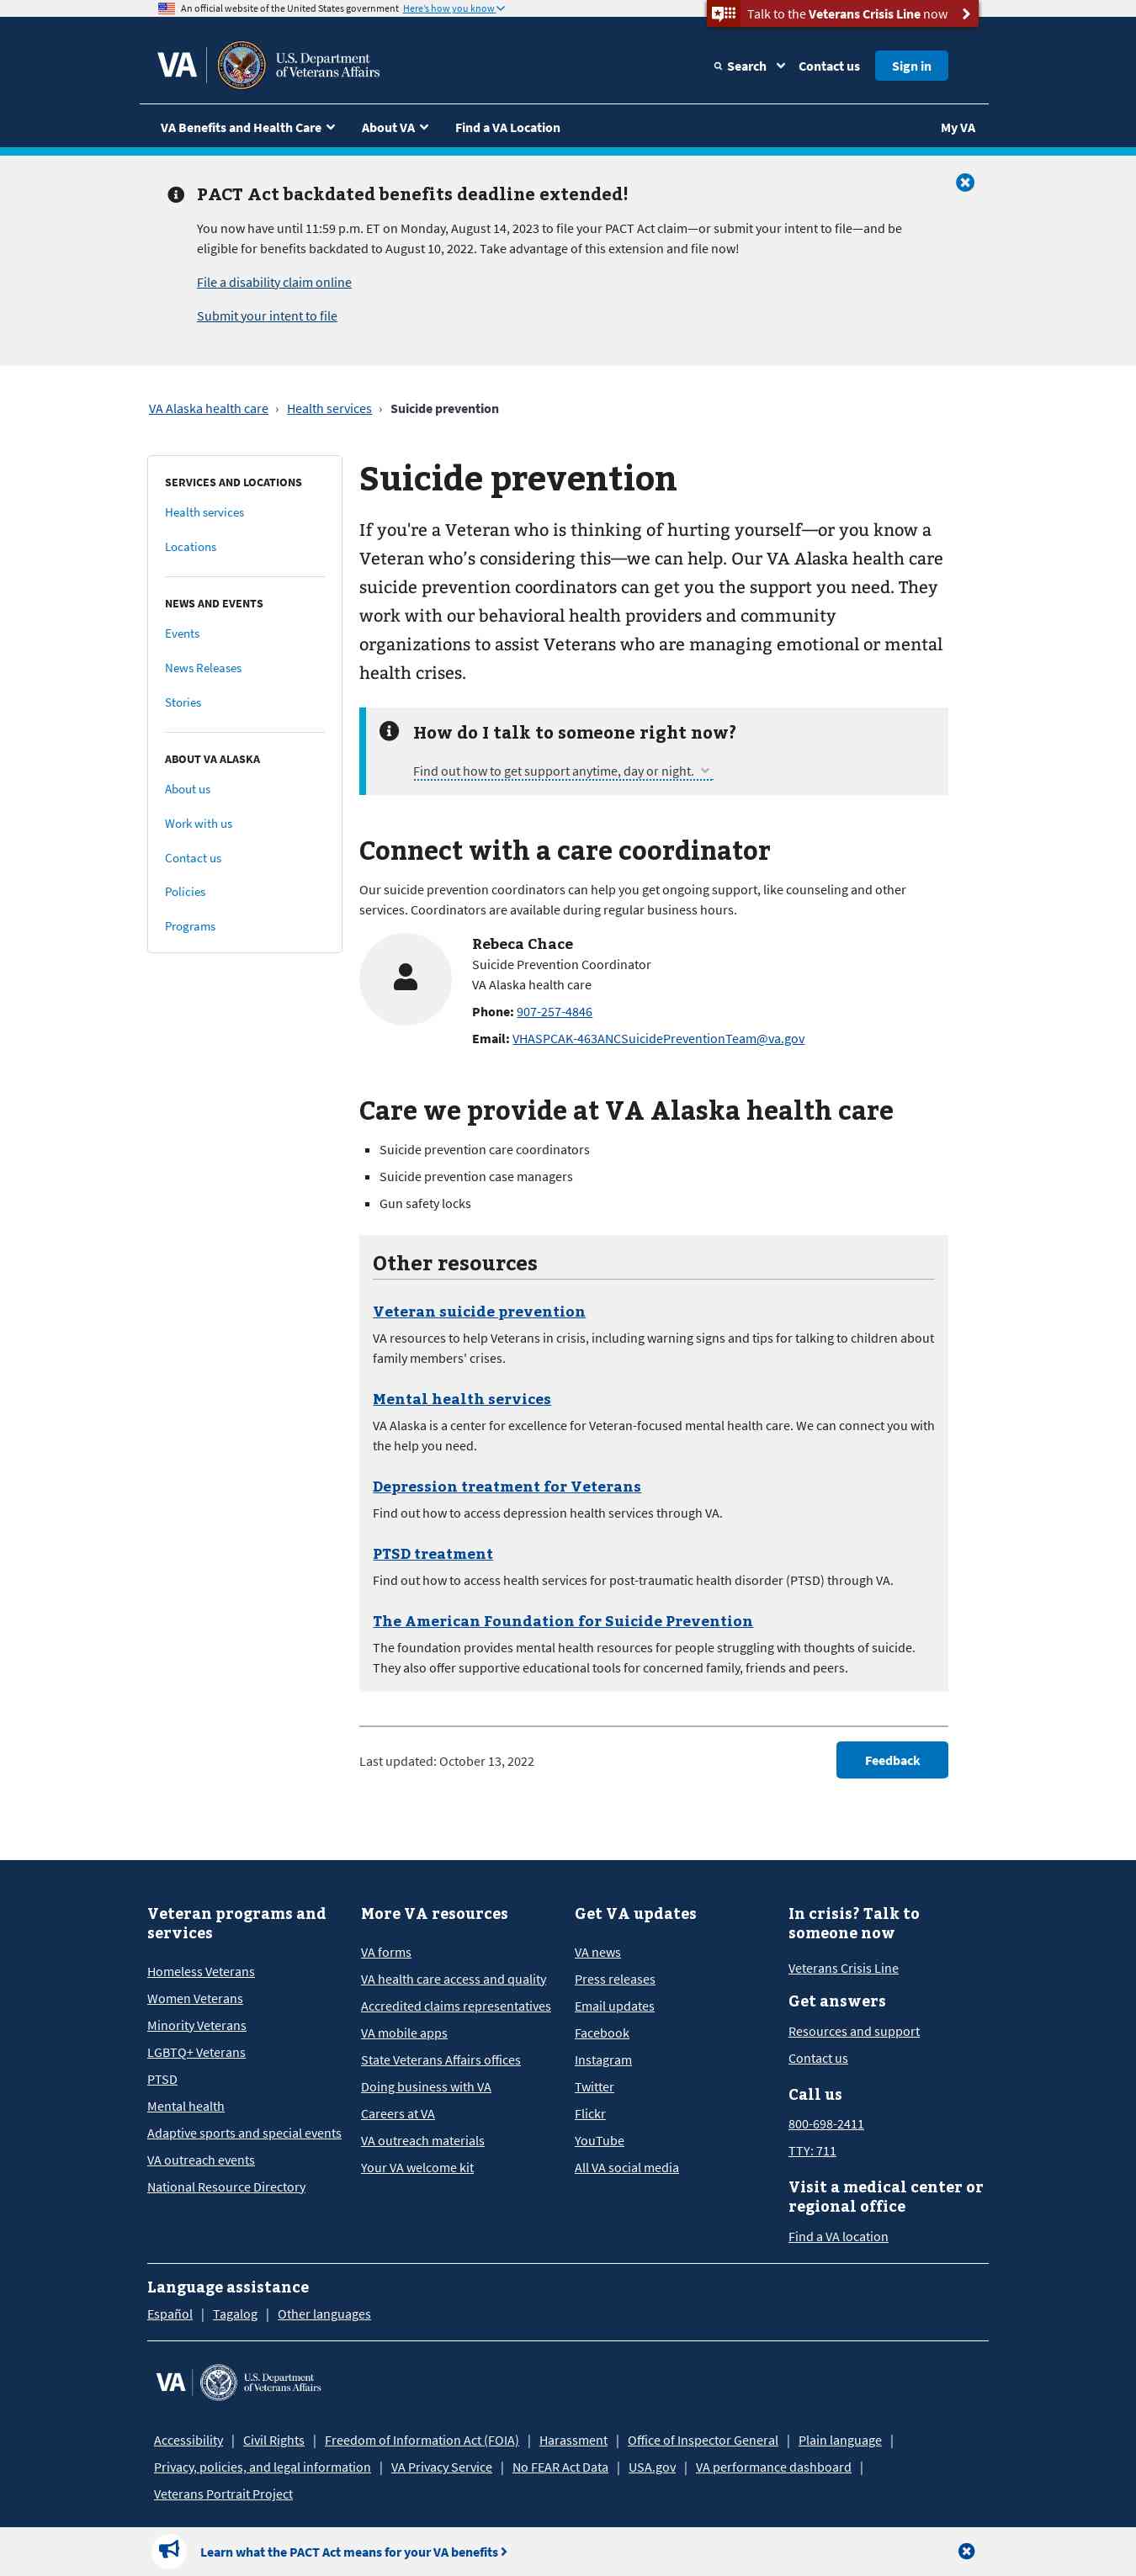 An official website of the United States government Here's how you know
Talk to the Veterans Crisis Line now
VA
U.S. Department
of Veterans Affairs
Search
Contact us
Sign in
VA Benefits and Health Care
About VA
Find a VA Location
My VA
PACT Act backdated benefits deadline extended!
You now have until 11:59 p.m. ET on Monday, August 14, 2023 to file your PACT Act claim—or submit your intent to file—and be
eligible for benefits backdated to August 10, 2022. Take advantage of this extension and file now!
File a disability claim online
Submit your intent to file
VA Alaska health care › Health services › Suicide prevention
SERVICES AND LOCATIONS
Health services
Locations
NEWS AND EVENTS
Events
News Releases
Stories
ABOUT VA ALASKA
About us
Work with us
Contact us
Policies
Programs
Suicide prevention
If you're a Veteran who is thinking of hurting yourself—or you know a
Veteran who’s considering this—we can help. Our VA Alaska health care
suicide prevention coordinators can get you the support you need. They
work with our behavioral health providers and community
organizations to assist Veterans who are managing emotional or mental
health crises.
How do I talk to someone right now?
Find out how to get support anytime, day or night.
Connect with a care coordinator
Our suicide prevention coordinators can help you get ongoing support, like counseling and other
services. Coordinators are available during regular business hours.
Rebeca Chace
Suicide Prevention Coordinator
VA Alaska health care
Phone: 907-257-4846
Email: VHASPCAK-463ANCSuicidePreventionTeam@va.gov
Care we provide at VA Alaska health care
Suicide prevention care coordinators
Suicide prevention case managers
Gun safety locks
Other resources
Veteran suicide prevention
VA resources to help Veterans in crisis, including warning signs and tips for talking to children about
family members' crises.
Mental health services
VA Alaska is a center for excellence for Veteran-focused mental health care. We can connect you with
the help you need.
Depression treatment for Veterans
Find out how to access depression health services through VA.
PTSD treatment
Find out how to access health services for post-traumatic health disorder (PTSD) through VA.
The American Foundation for Suicide Prevention
The foundation provides mental health resources for people struggling with thoughts of suicide.
They also offer supportive educational tools for concerned family, friends and peers.
Last updated: October 13, 2022
Feedback
Veteran programs and
services
Homeless Veterans
Women Veterans
Minority Veterans
LGBTQ+ Veterans
PTSD
Mental health
Adaptive sports and special events
VA outreach events
National Resource Directory
More VA resources
VA forms
VA health care access and quality
Accredited claims representatives
VA mobile apps
State Veterans Affairs offices
Doing business with VA
Careers at VA
VA outreach materials
Your VA welcome kit
Get VA updates
VA news
Press releases
Email updates
Facebook
Instagram
Twitter
Flickr
YouTube
All VA social media
In crisis? Talk to
someone now
Veterans Crisis Line
Get answers
Resources and support
Contact us
Call us
800-698-2411
TTY: 711
Visit a medical center or
regional office
Find a VA location
Language assistance
Español | Tagalog | Other languages
VA
U.S. Department
of Veterans Affairs
Accessibility | Civil Rights | Freedom of Information Act (FOIA) | Harassment | Office of Inspector General | Plain language |
Privacy, policies, and legal information | VA Privacy Service | No FEAR Act Data | USA.gov | VA performance dashboard |
Veterans Portrait Project
Learn what the PACT Act means for your VA benefits